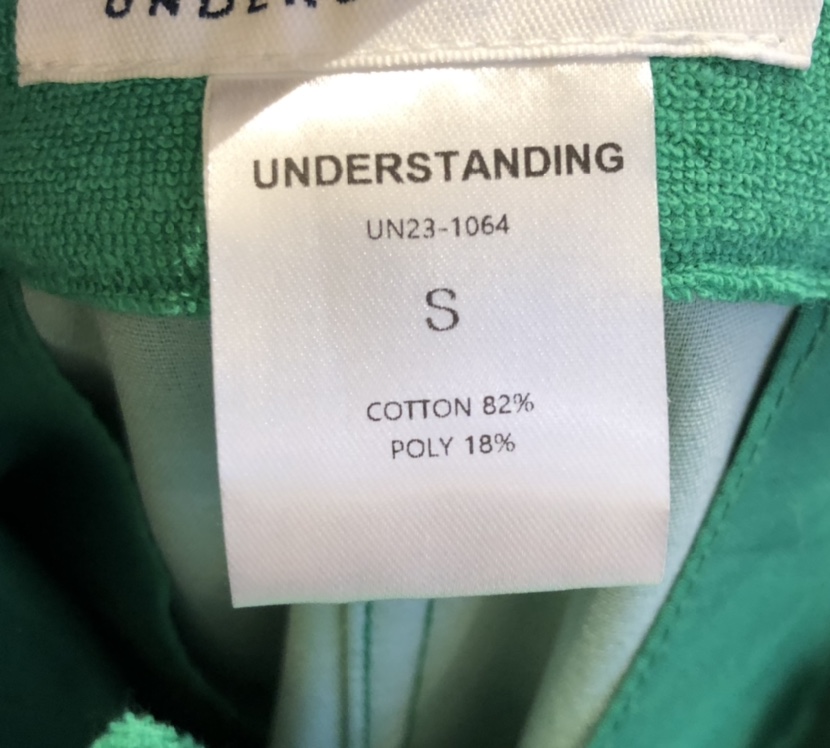 UNDERSTANDING
UN23-1064
S
COTTON 82%
POLY 18%